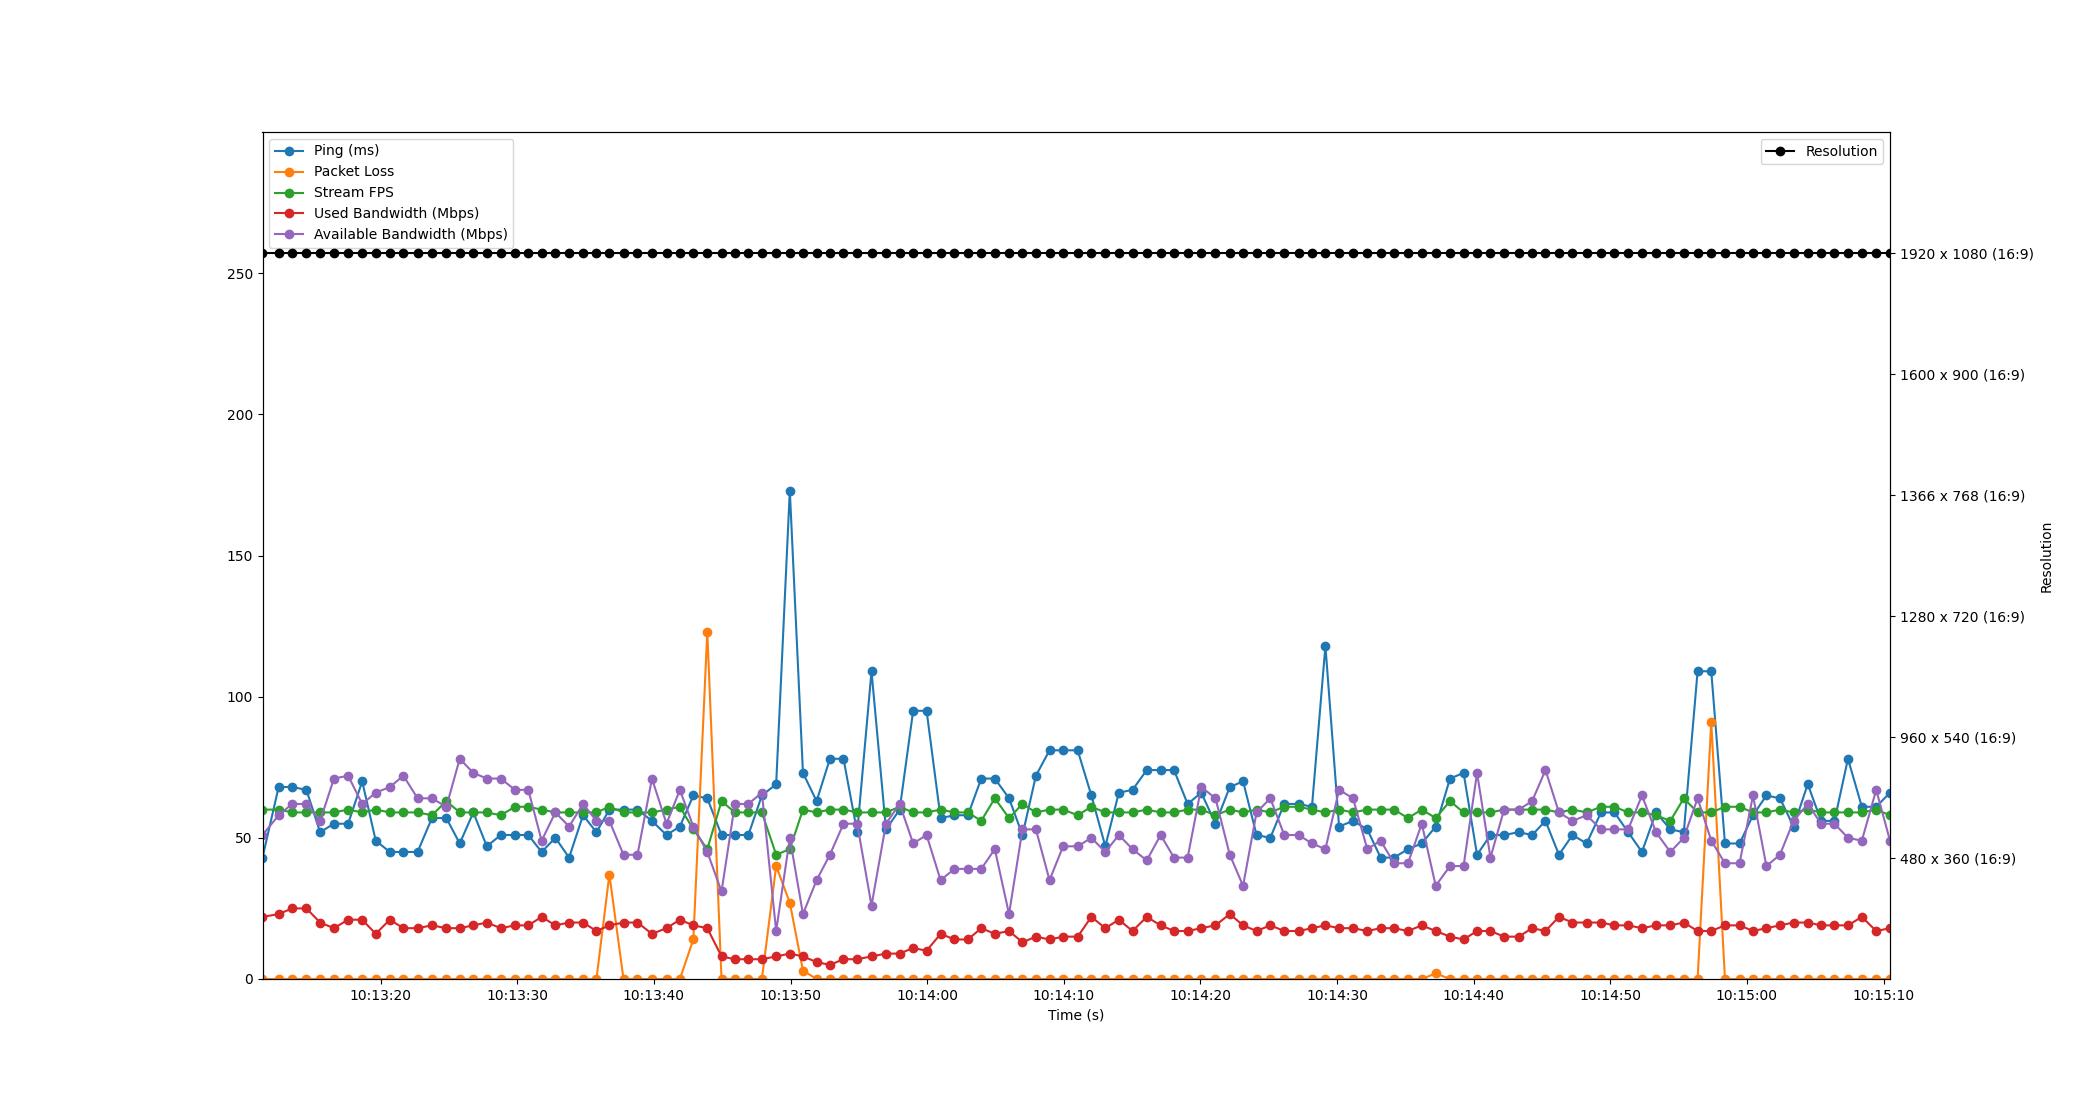 Ping (ms)
Packet Loss
Stream FPS
Used Bandwidth (Mbps)
Available Bandwidth (Mbps)
Resolution
250
200
150
100
50
0
1920 x 1080 (16:9)
1600 x 900 (16:9)
1366 x 768 (16:9)
1280 x 720 (16:9)
960 x 540 (16:9)
480 x 360 (16:9)
Resolution
10:13:20 10:13:30 10:13:40 10:13:50 10:14:00 10:14:10 10:14:20 10:14:30 10:14:40 10:14:50 10:15:00 10:15:10
Time (s)